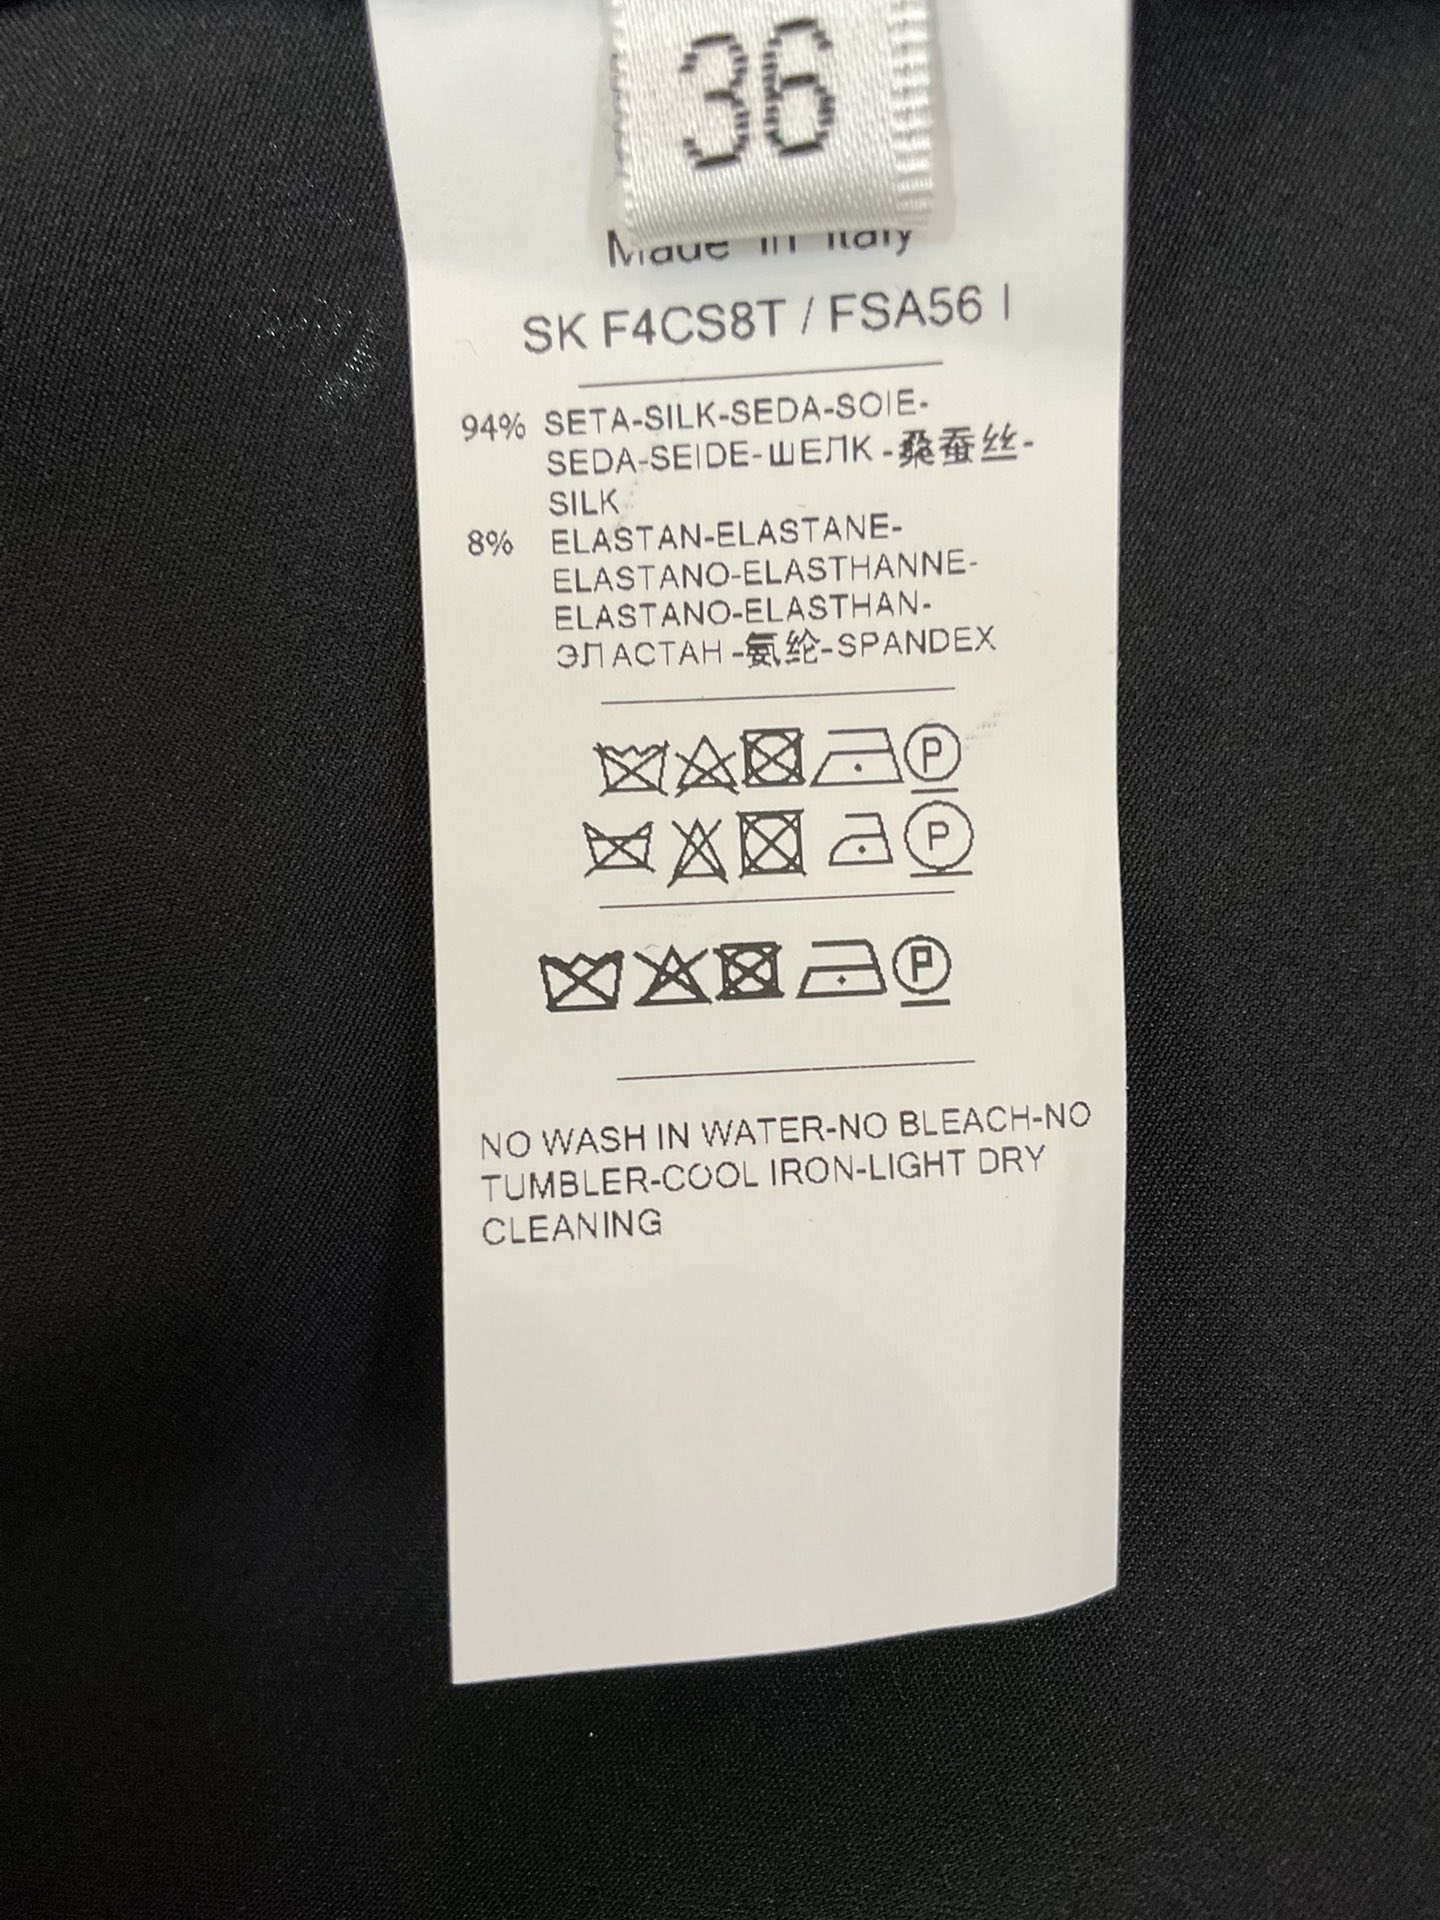 36
Made in Italy
SK F4CS8T / FSA56 I
94% SETA-SILK-SEDA-SOIE-
SEDA-SEIDE-ШЕЛК-桑蚕丝-
SILK
8% ELASTAN-ELASTANE-
ELASTANO-ELASTHANNE-
ELASTANO-ELASTHAN-
ЭЛАСТАН-氨纶-SPANDEX
P
P
P
NO WASH IN WATER-NO BLEACH-NO
TUMBLER-COOL IRON-LIGHT DRY
CLEANING